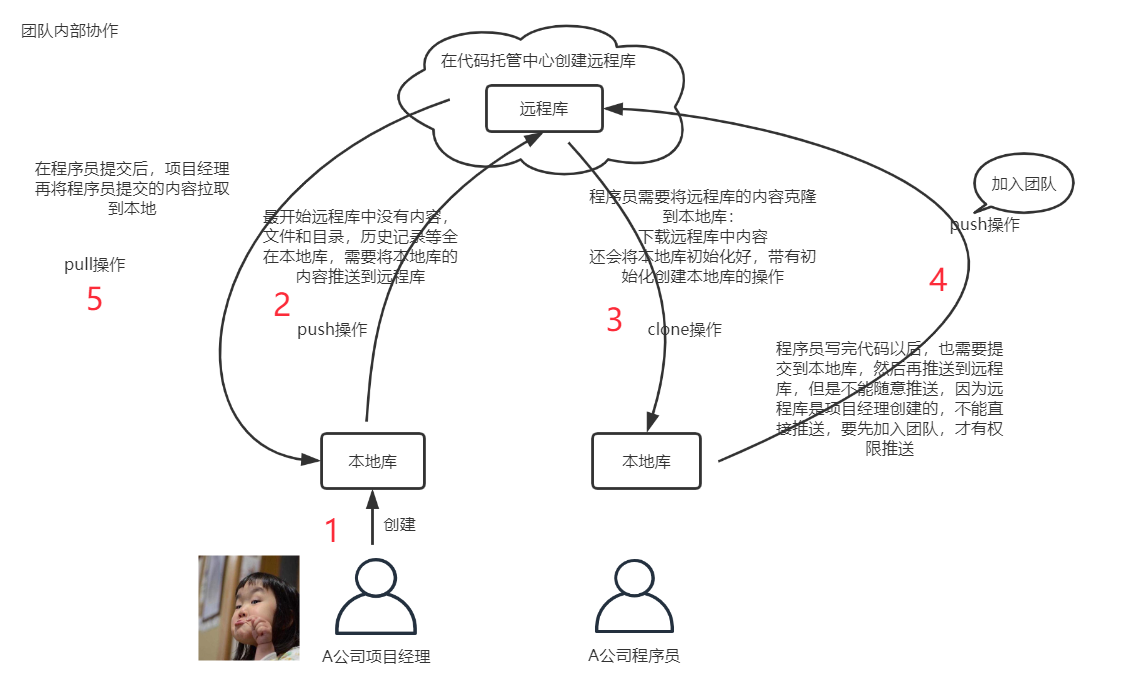 团队内部协作
在代码托管中心创建远程库
远程库
在程序员提交后，项目经理
再将程序员提交的内容拉取
到本地
pull操作
5
最开始远程库中没有内容，
文件和目录，历史记录等全
在本地库，需要将本地库的
内容推送到远程库
2
push操作
程序员需要将远程库的内容克隆
到本地库：
下载远程库中内容
还会将本地库初始化好，带有初
始化创建本地库的操作
3
clone操作
加入团队
push操作
4
程序员写完代码以后，也需要提
交到本地库，然后再推送到远程
库，但是不能随意推送，因为远
程库是项目经理创建的，不能直
接推送，要先加入团队，才有权
限推送
本地库
本地库
1
创建
A公司项目经理
A公司程序员